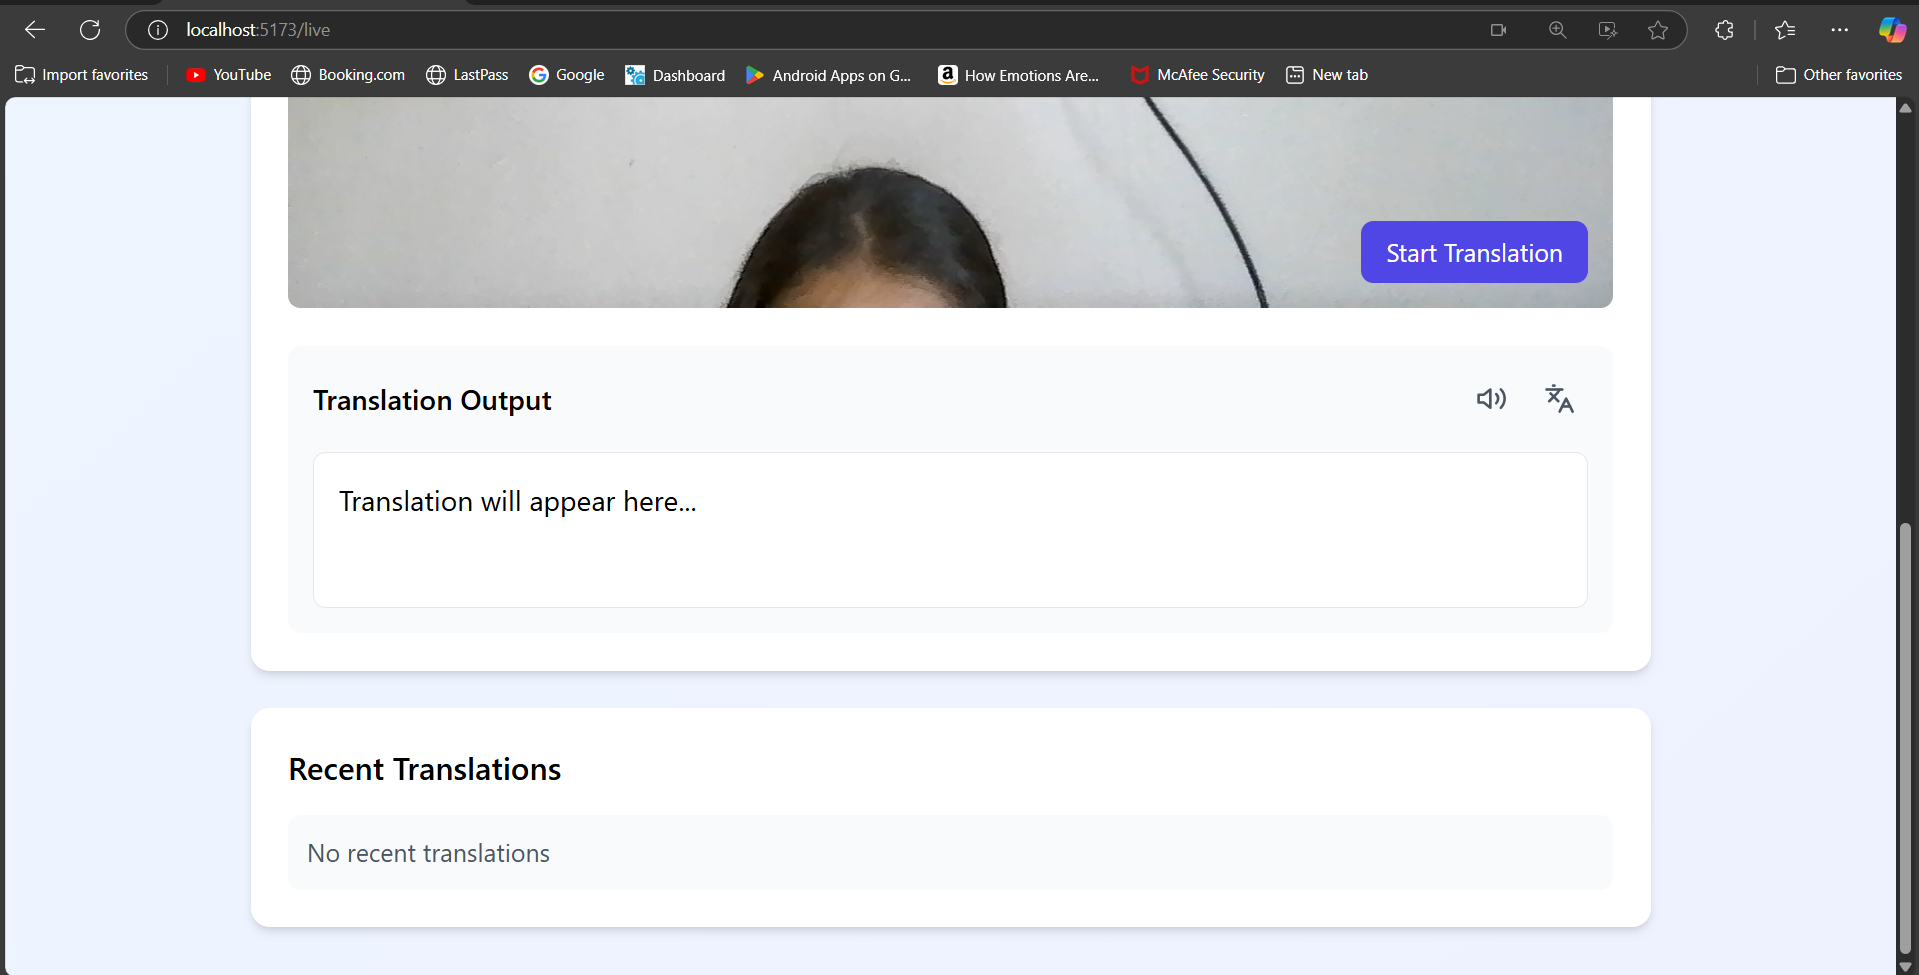 localhost:5173/live
Import favorites YouTube Booking.com LastPass Google Dashboard Android Apps on G... How Emotions Are... McAfee Security New tab Other favorites
Start Translation
Translation Output
Translation will appear here...
Recent Translations
No recent translations